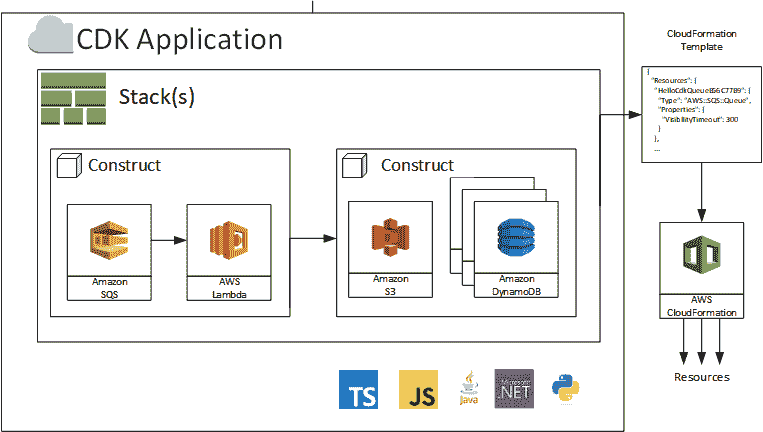 CDK Application
Stack(s)
Construct
Amazon
SQS
AWS
Lambda
Construct
Amazon
S3
Amazon
DynamoDB
TS
JS
Java
Microsoft
.NET
CloudFormation
Template
{
"Resources": {
"HelloCdkQueueB56C77B9": {
"Type": "AWS::SQS::Queue",
"Properties": {
"VisibilityTimeout": 300
}
},
...
AWS
CloudFormation
Resources